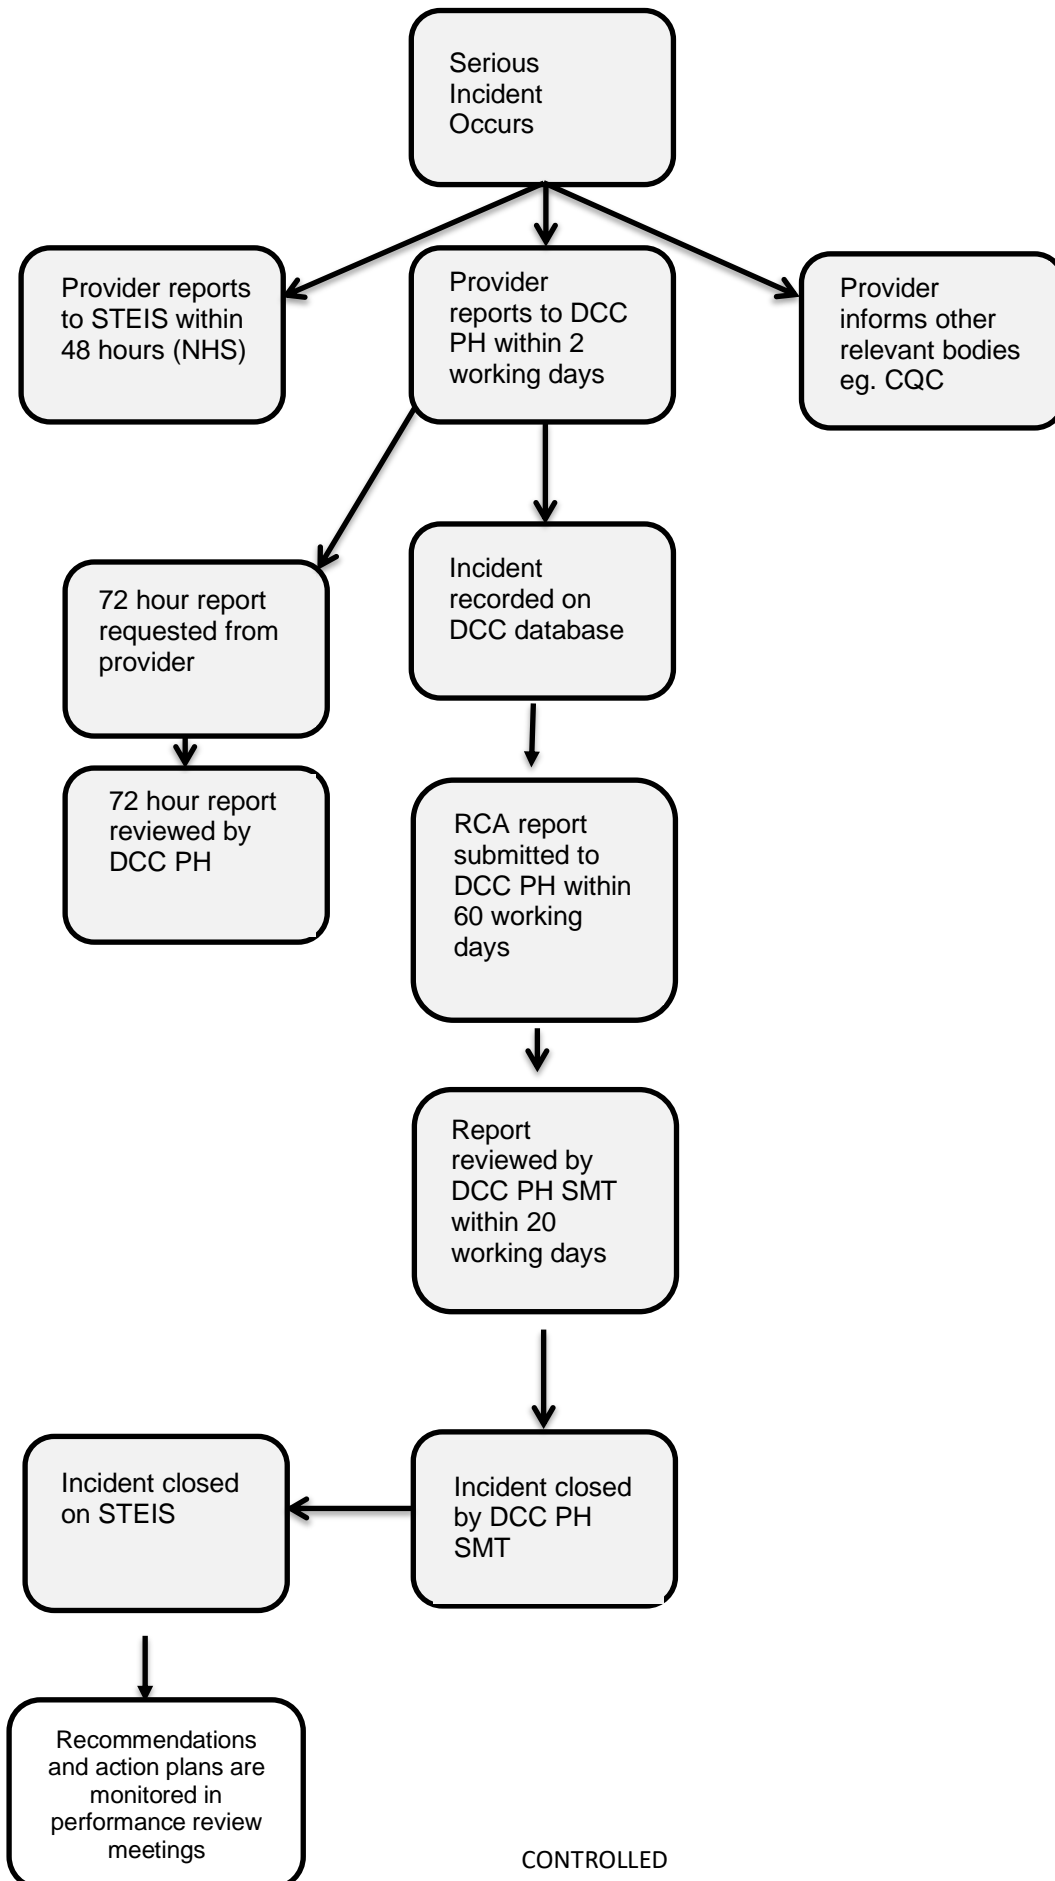 Serious
Incident
Occurs
Provider reports
to STEIS within
48 hours (NHS)
Provider
reports to DCC
PH within 2
working days
Provider
informs other
relevant bodies
eg. CQC
72 hour report
requested from
provider
Incident
recorded on
DCC database
72 hour report
reviewed by
DCC PH
RCA report
submitted to
DCC PH within
60 working
days
Report
reviewed by
DCC PH SMT
within 20
working days
Incident closed
on STEIS
Incident closed
by DCC PH
SMT
Recommendations
and action plans are
monitored in
performance review
meetings
CONTROLLED